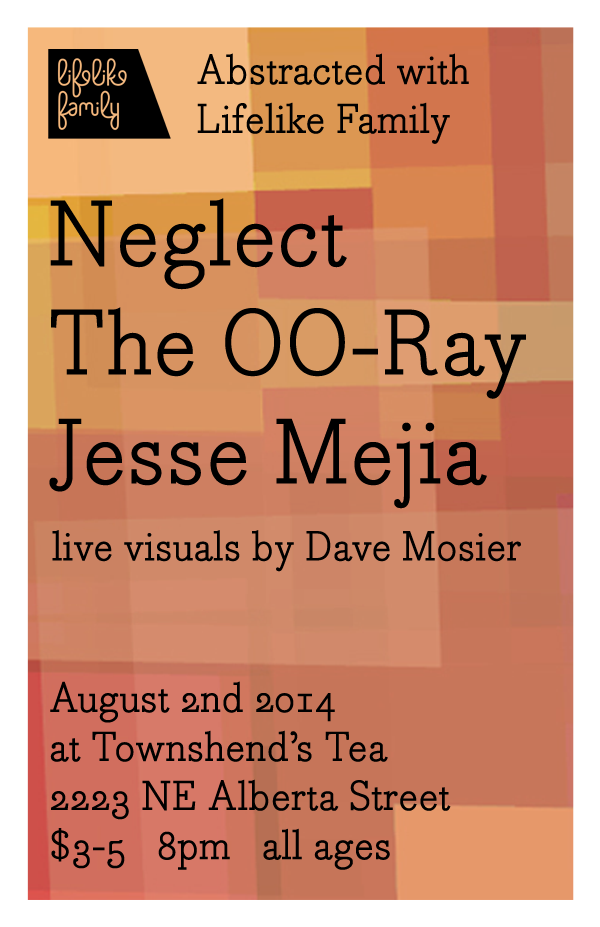 lifelike
family
Abstracted with
Lifelike Family
Neglect
The OO-Ray
Jesse Mejia
live visuals by Dave Mosier
August 2nd 2014
at Townshend’s Tea
2223 NE Alberta Street
$3-5 8pm all ages